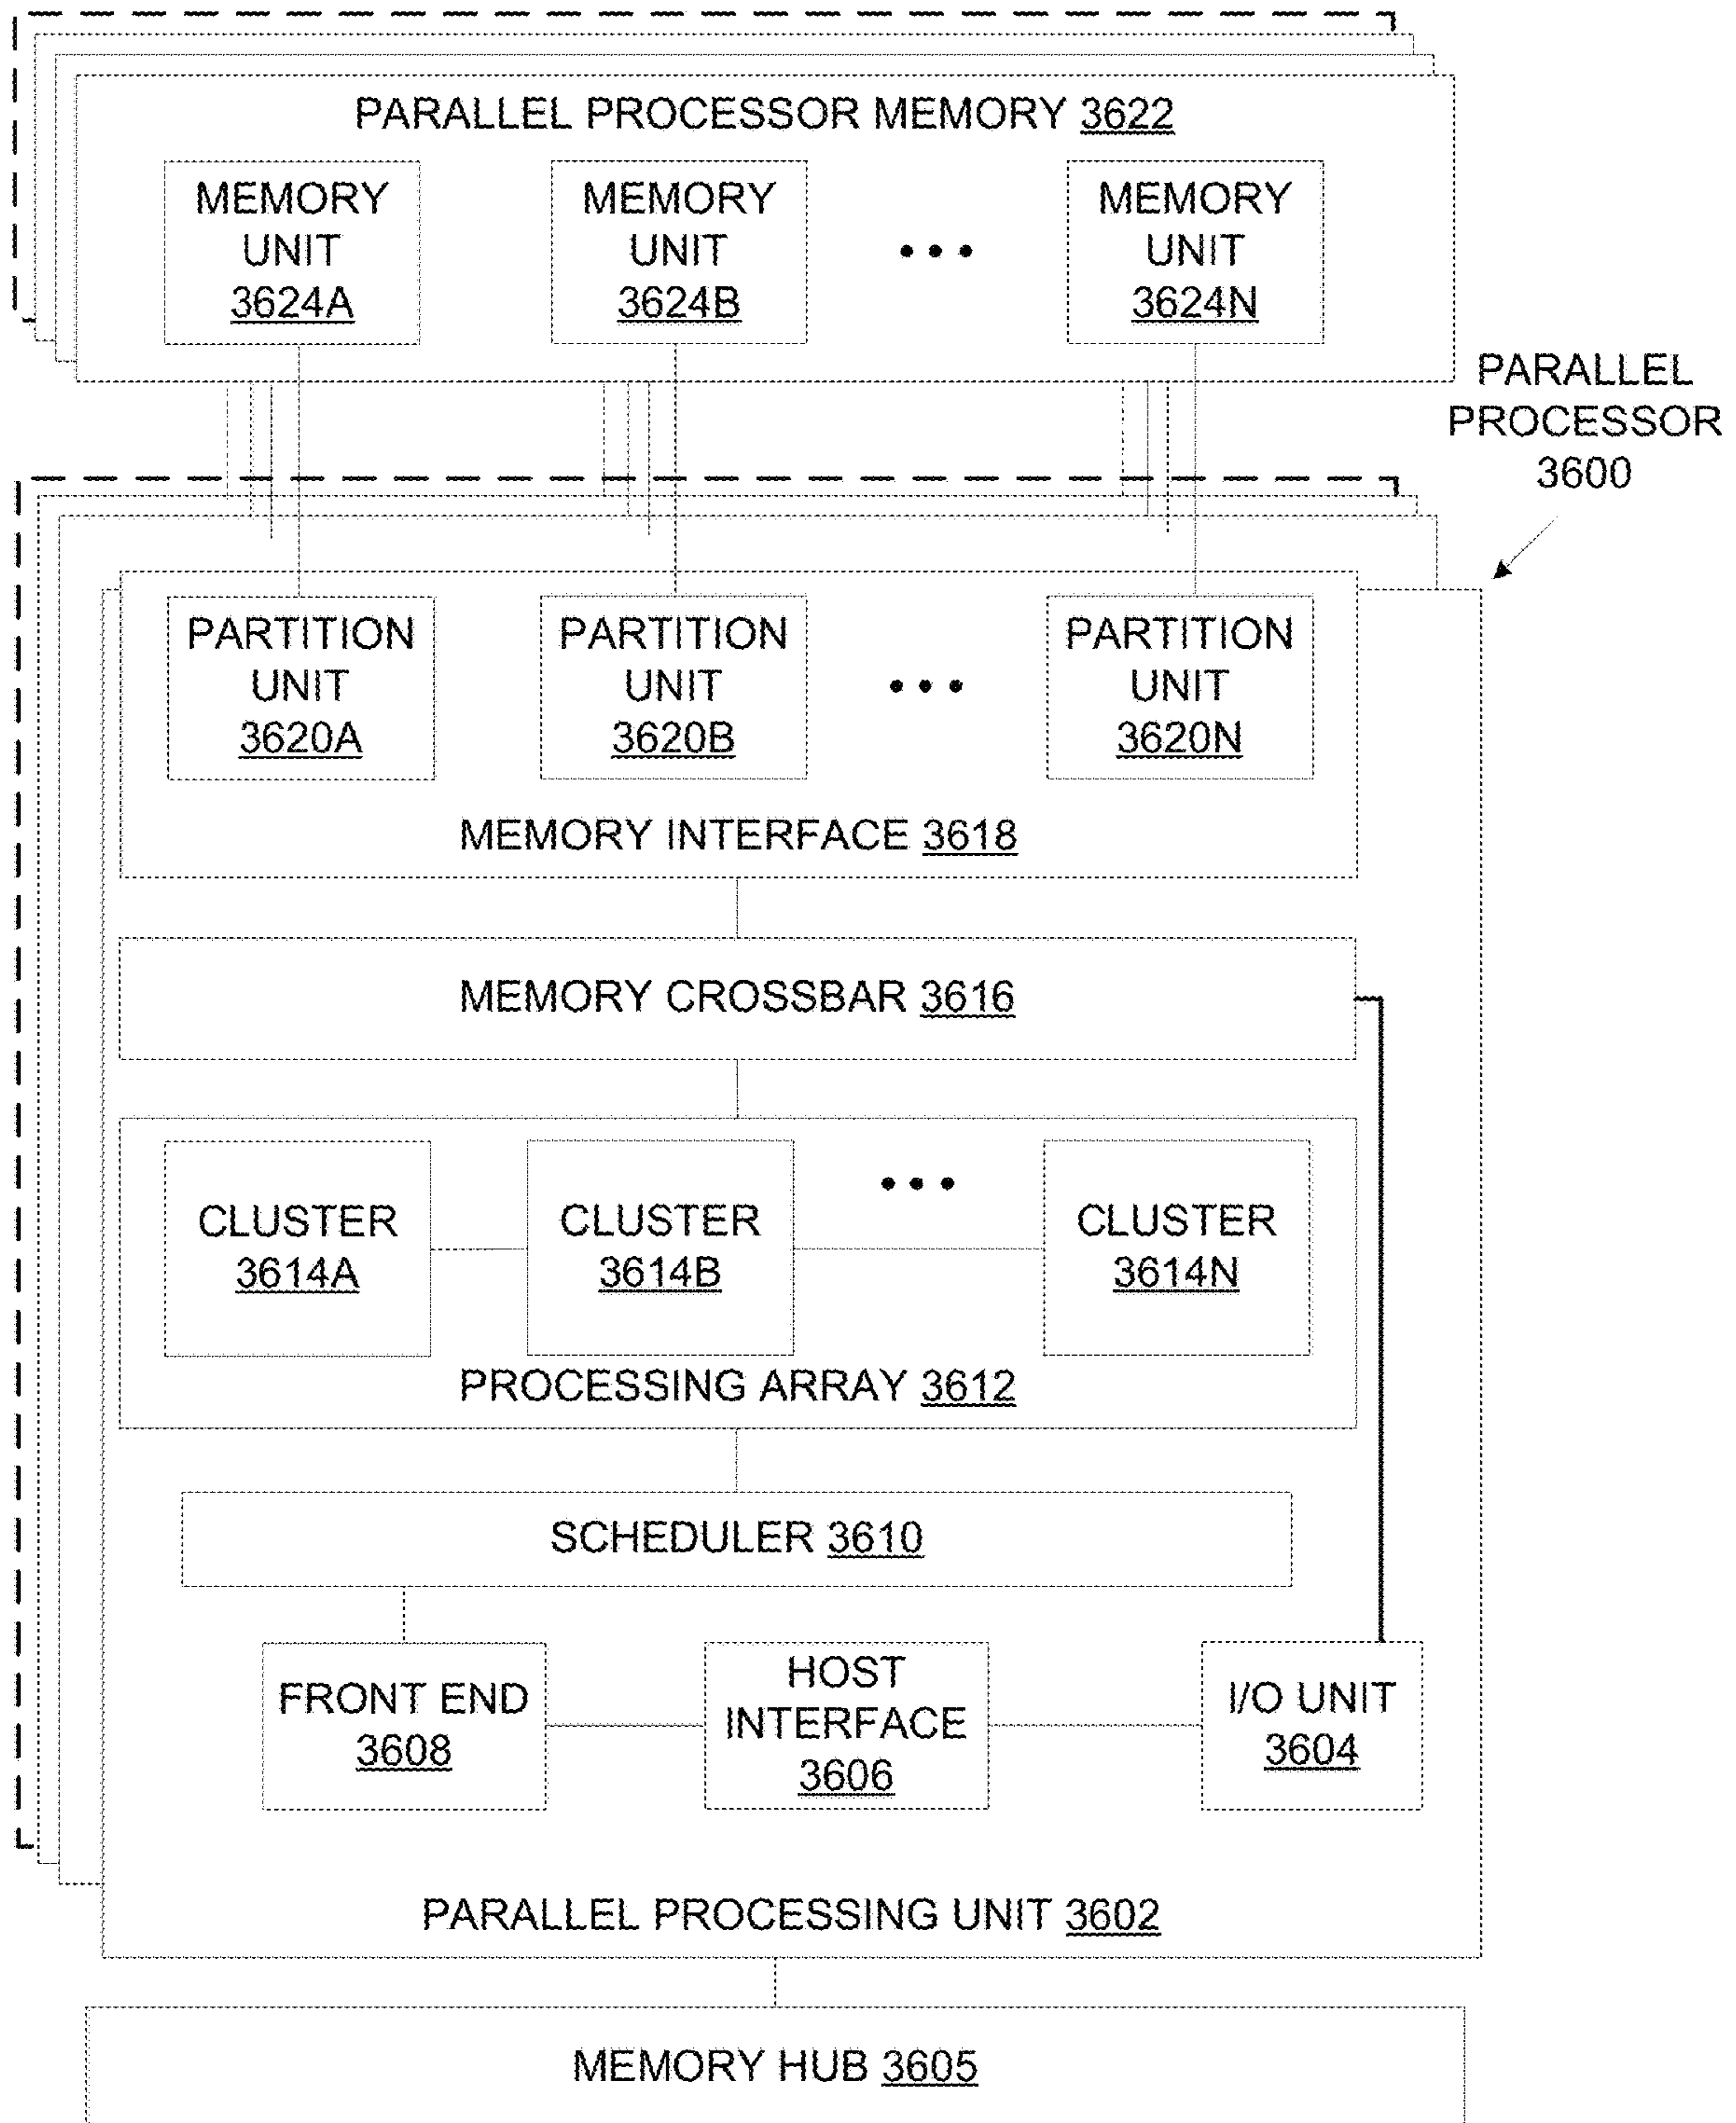 PARALLEL PROCESSOR MEMORY 3622
MEMORY
UNIT
3624A
MEMORY
UNIT
3624B
•••
MEMORY
UNIT
3624N
PARALLEL
PROCESSOR
3600
PARTITION
UNIT
3620A
PARTITION
UNIT
3620B
•••
PARTITION
UNIT
3620N
MEMORY INTERFACE 3618
MEMORY CROSSBAR 3616
CLUSTER
3614A
CLUSTER
3614B
•••
CLUSTER
3614N
PROCESSING ARRAY 3612
SCHEDULER 3610
FRONT END
3608
HOST
INTERFACE
3606
I/O UNIT
3604
PARALLEL PROCESSING UNIT 3602
MEMORY HUB 3605